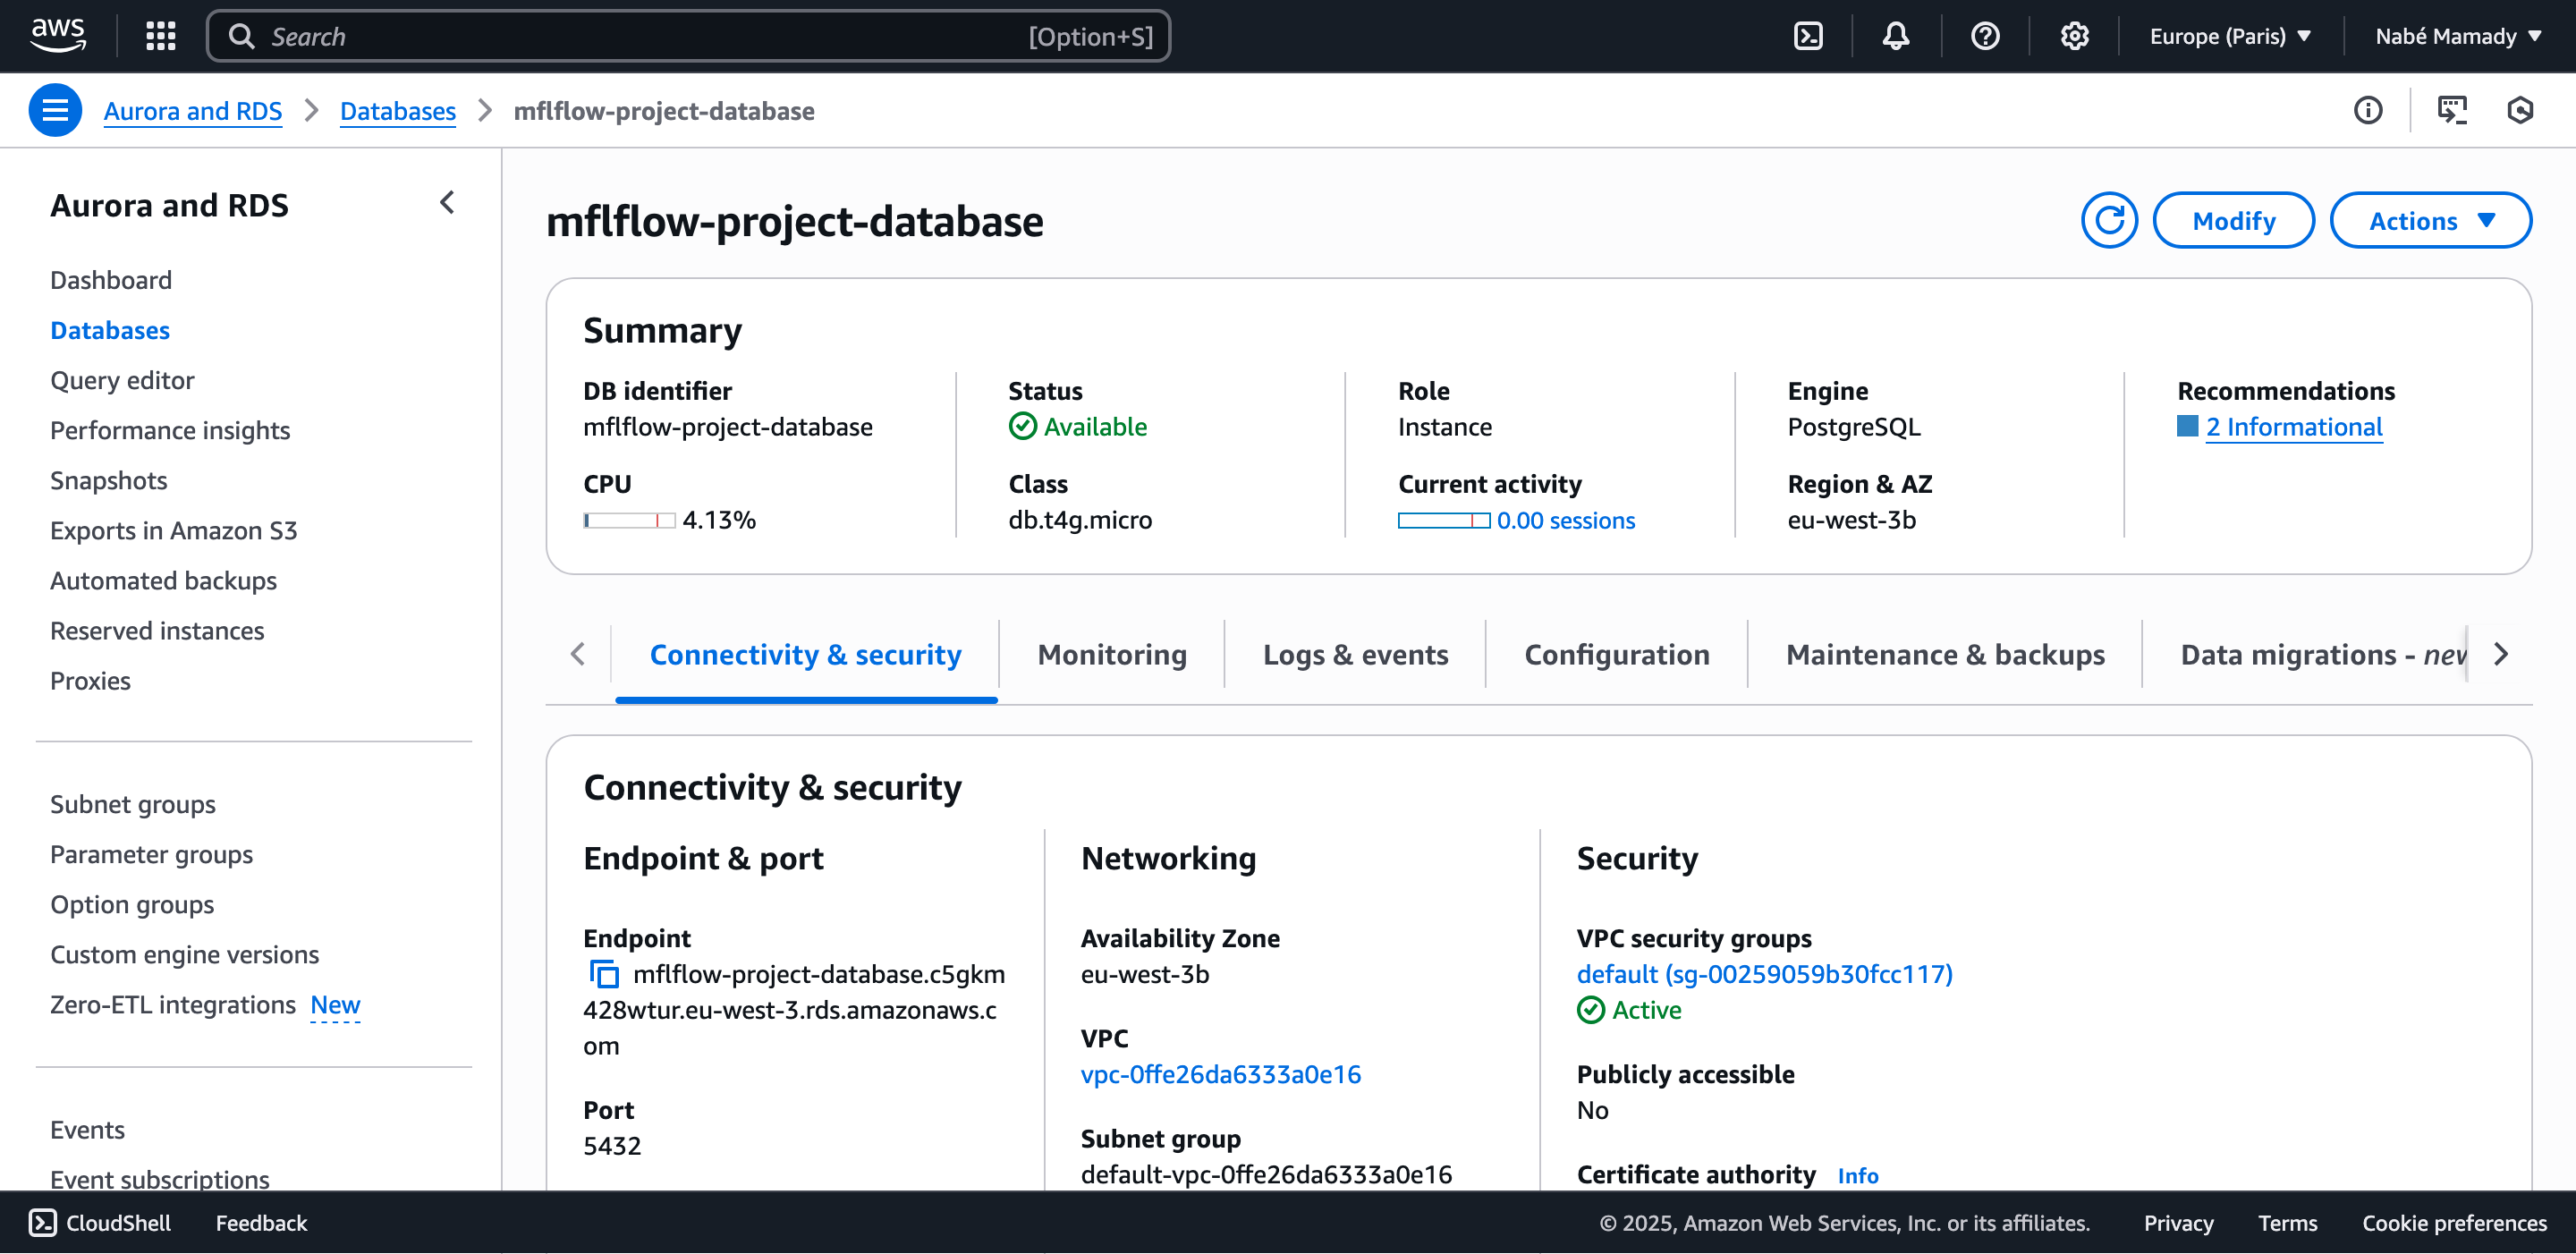 aws
Search [Option+S]
Europe (Paris)
Nabé Mamady
Aurora and RDS
Databases
mflflow-project-database
Aurora and RDS
Dashboard
Databases
Query editor
Performance insights
Snapshots
Exports in Amazon S3
Automated backups
Reserved instances
Proxies
Subnet groups
Parameter groups
Option groups
Custom engine versions
Zero-ETL integrations New
Events
Event subscriptions
mflflow-project-database
Modify
Actions
Summary
DB identifier
mflflow-project-database
CPU
4.13%
Status
Available
Class
db.t4g.micro
Role
Instance
Current activity
0.00 sessions
Engine
PostgreSQL
Region & AZ
eu-west-3b
Recommendations
2 Informational
Connectivity & security
Monitoring
Logs & events
Configuration
Maintenance & backups
Data migrations - new
Connectivity & security
Endpoint & port
Endpoint
mflflow-project-database.c5gkm
428wtur.eu-west-3.rds.amazonaws.c
om
Port
5432
Networking
Availability Zone
eu-west-3b
VPC
vpc-0ffe26da6333a0e16
Subnet group
default-vpc-0ffe26da6333a0e16
Security
VPC security groups
default (sg-00259059b30fcc117)
Active
Publicly accessible
No
Certificate authority Info
CloudShell
Feedback
© 2025, Amazon Web Services, Inc. or its affiliates.
Privacy
Terms
Cookie preferences